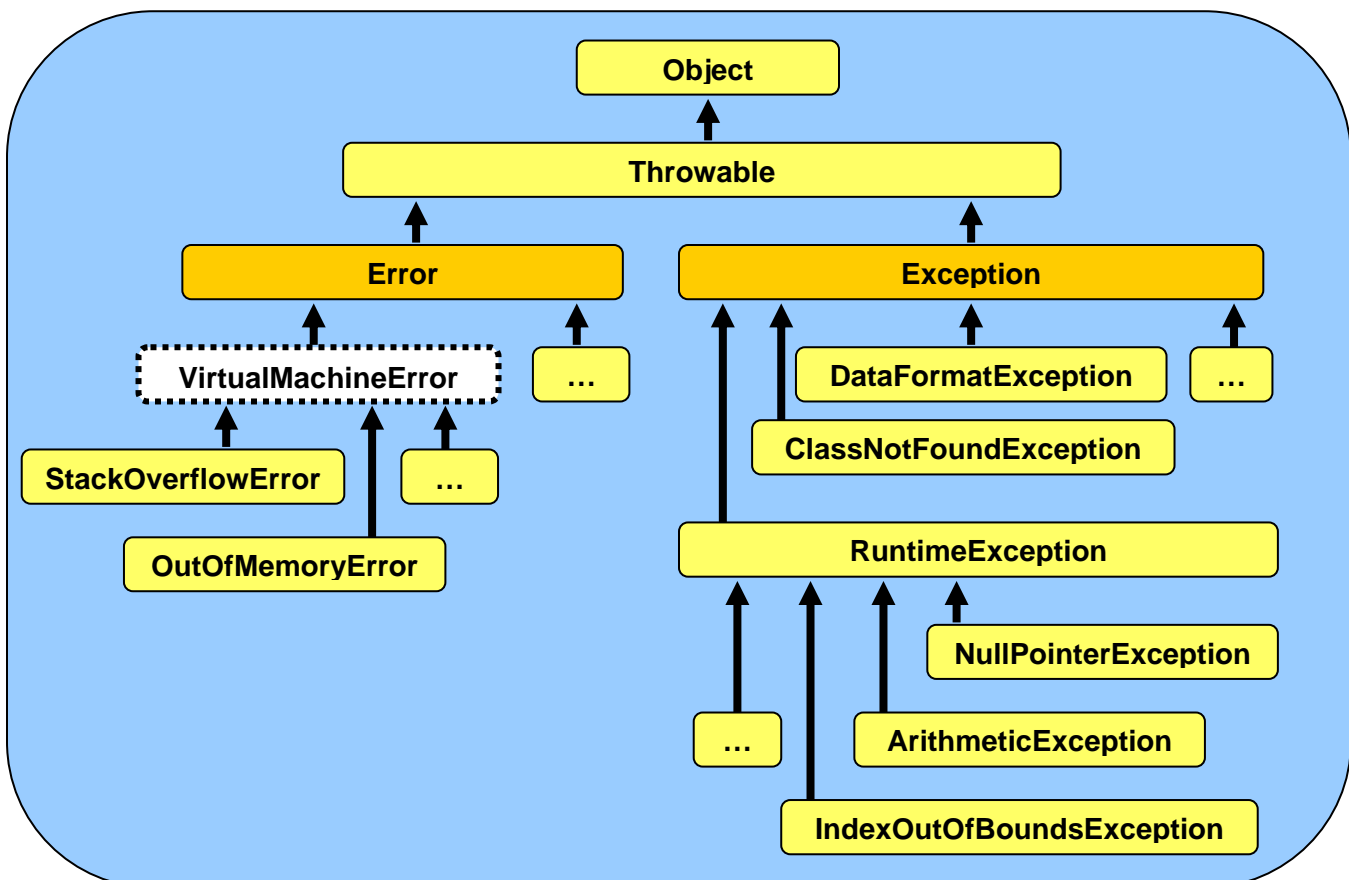 Object
Throwable
Error
Exception
VirtualMachineError
…
DataFormatException
…
StackOverflowError
…
ClassNotFoundException
OutOfMemoryError
RuntimeException
NullPointerException
…
ArithmeticException
IndexOutOfBoundsException